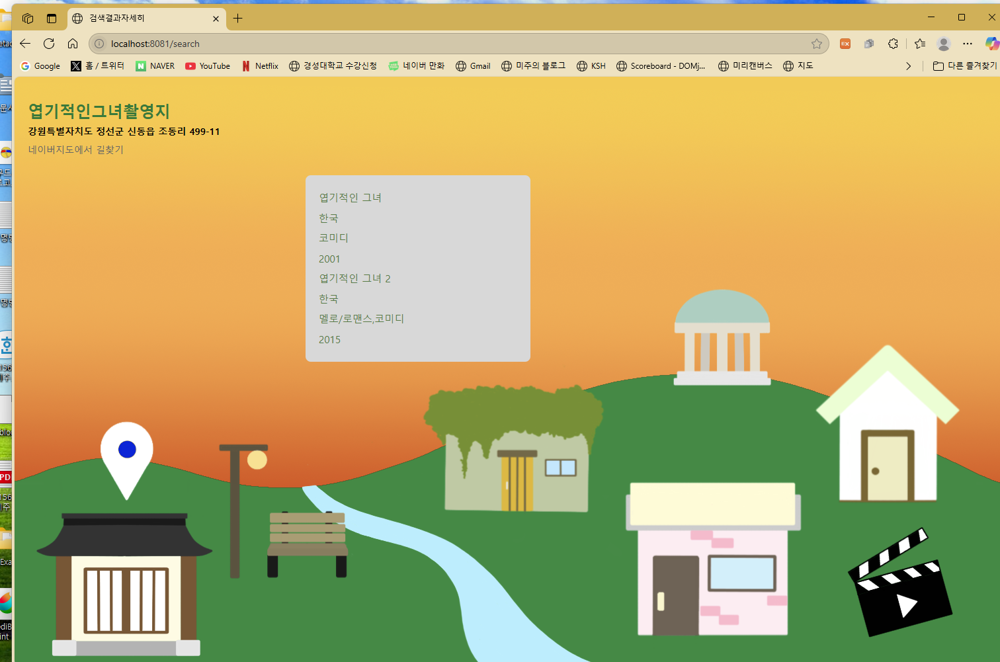 검색결과자세히
localhost:8081/search
Google 홈 / 트위터 NAVER YouTube Netflix 경성대학교 수강신청 네이버 만화 Gmail 미주의 블로그 KSH Scoreboard - DOMj... 미리캔버스 지도 다른 즐겨찾기
엽기적인그녀촬영지
강원특별자치도 정선군 신동읍 조동리 499-11
네이버지도에서 길찾기
엽기적인 그녀
한국
코미디
2001
엽기적인 그녀 2
한국
멜로/로맨스,코미디
2015